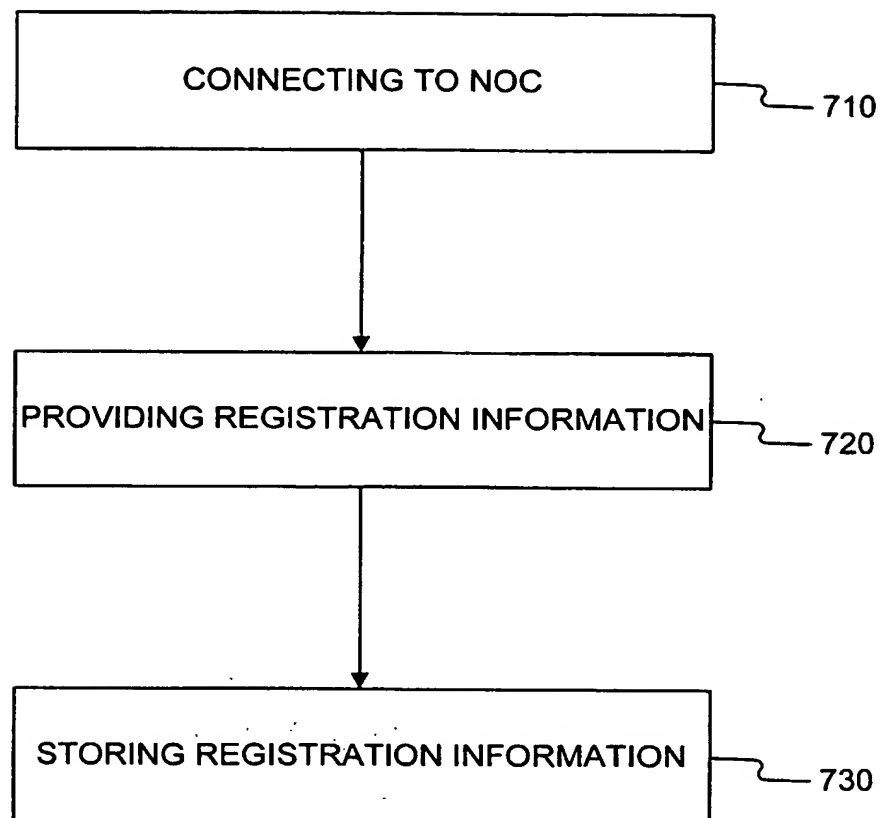 CONNECTING TO NOC
710
PROVIDING REGISTRATION INFORMATION
720
STORING REGISTRATION INFORMATION
730